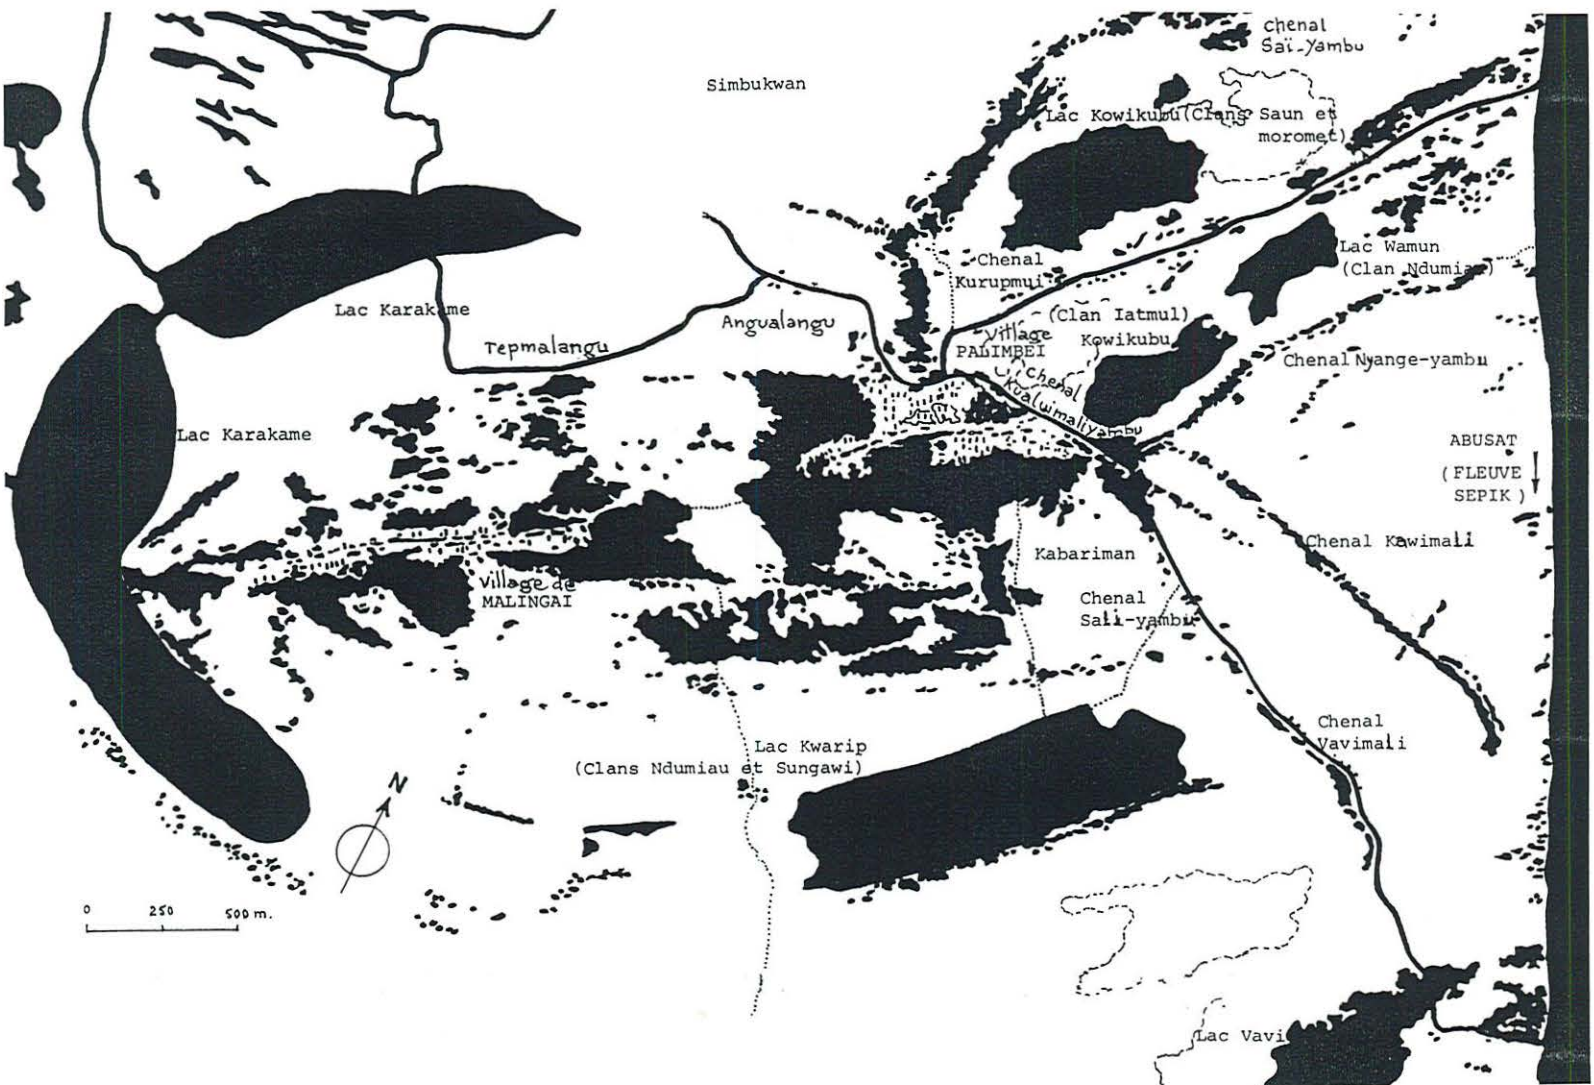 Chenal
Saï-Yambu
Simbukwan
Lac Kowikubu(Clans Saun et
moromet)
Lac Wamun
(Clan Ndumiau)
Chenal
Kurupmui
Lac Karakame
(Clan Iatmul)
Angualangu
Village
PALIMBEI
Kowikubu
Tepmalangu
Chenal Nyange-yambu
Chenal
Kualuimaliyambu
Lac Karakame
ABUSAT
(FLEUVE
SEPIK)
Chenal Kawimali
Kabariman
Village de
MALINGAI
Chenal
Sali-yambu
Chenal
Vavimali
Lac Kwarip
(Clans Ndumiau et Sungawi)
N
0 250 500 m.
Lac Vavi